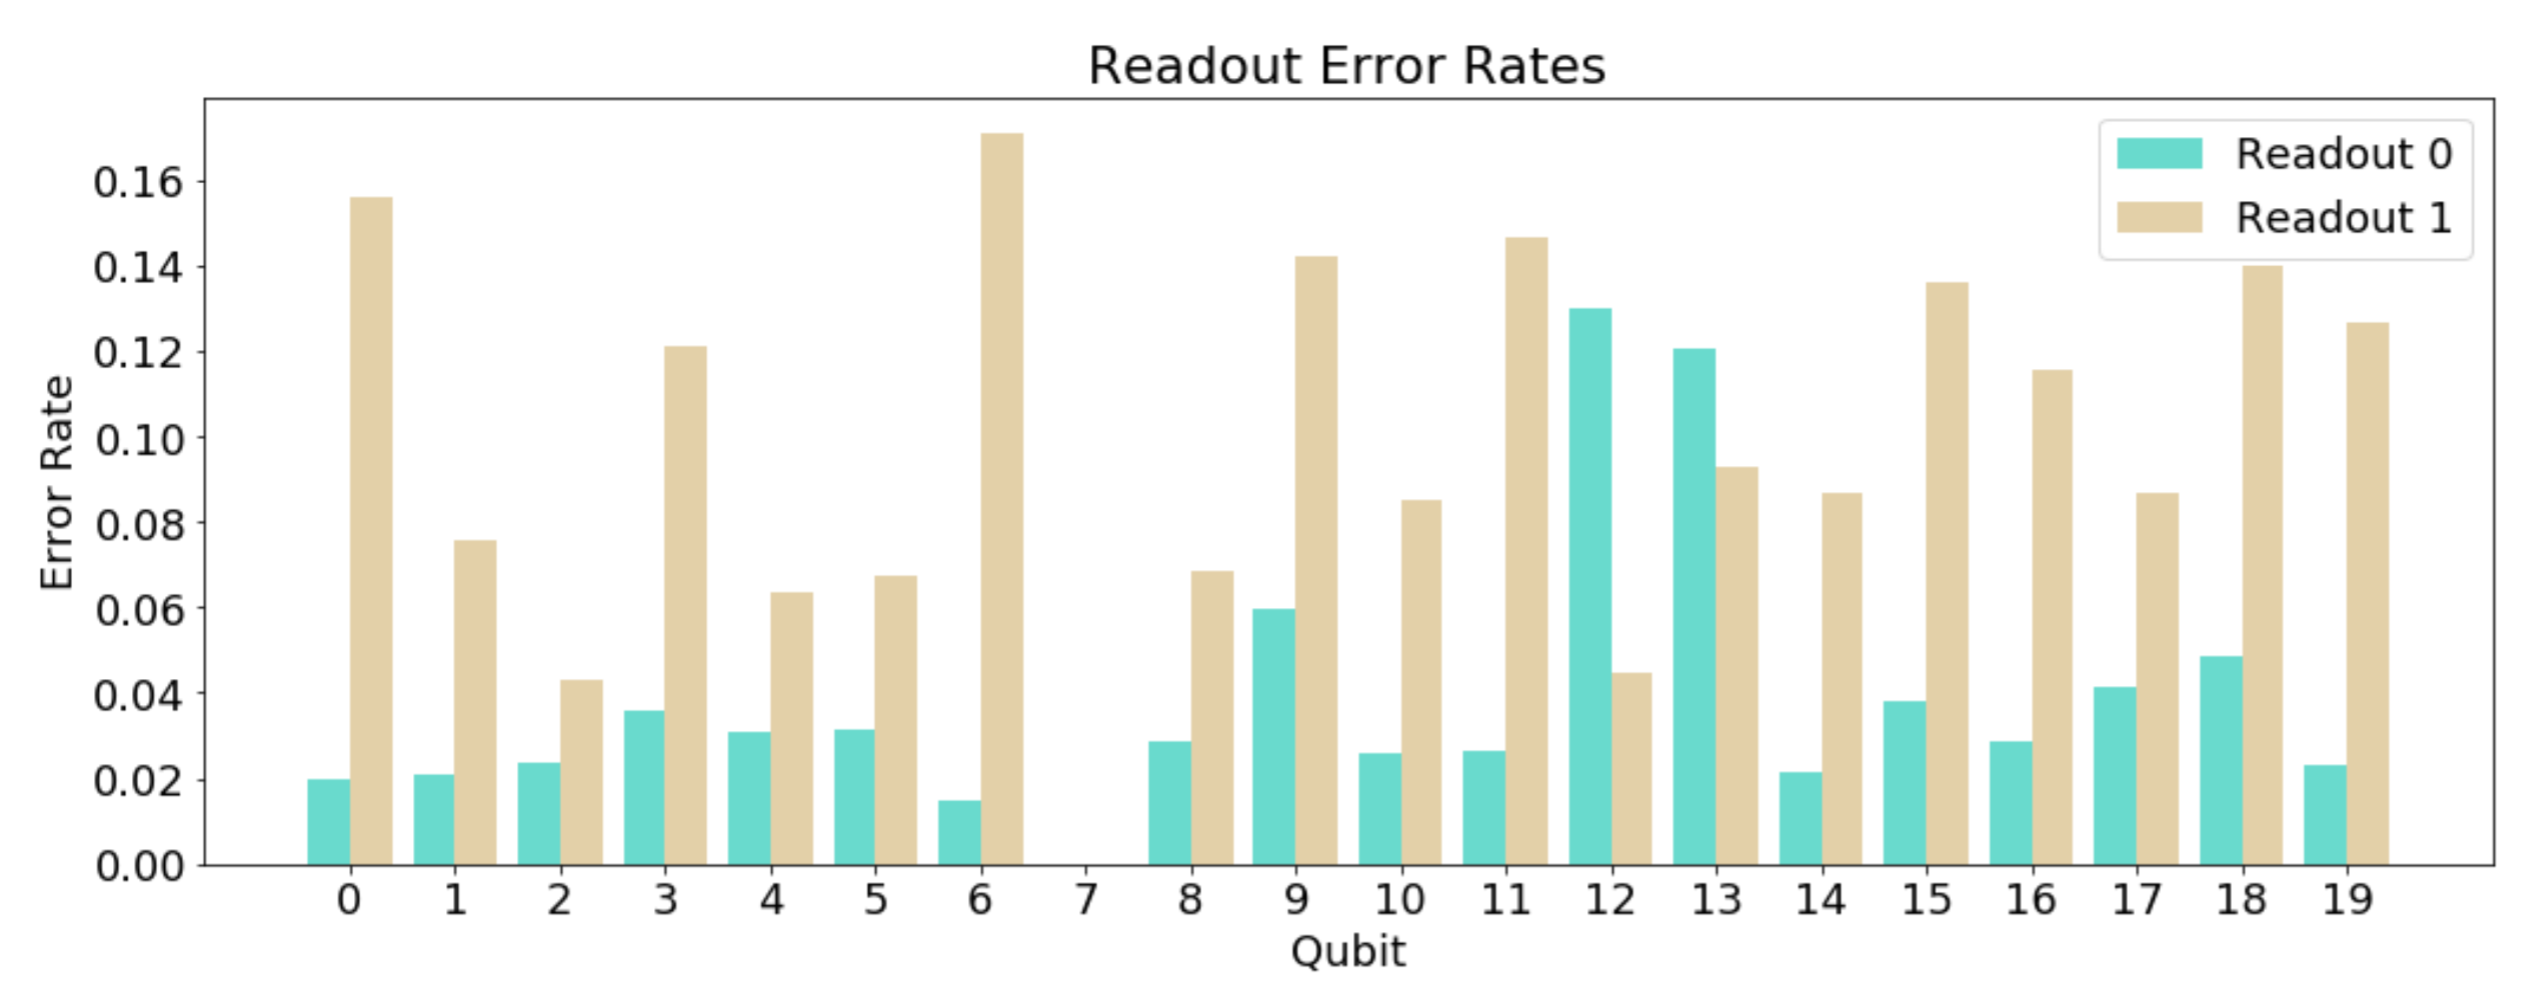 Readout Error Rates
Readout 0
Readout 1
0.16
0.14
0.12
0.10
0.08
0.06
0.04
0.02
0.00
Error Rate
0 1 2 3 4 5 6 7 8 9 10 11 12 13 14 15 16 17 18 19
Qubit